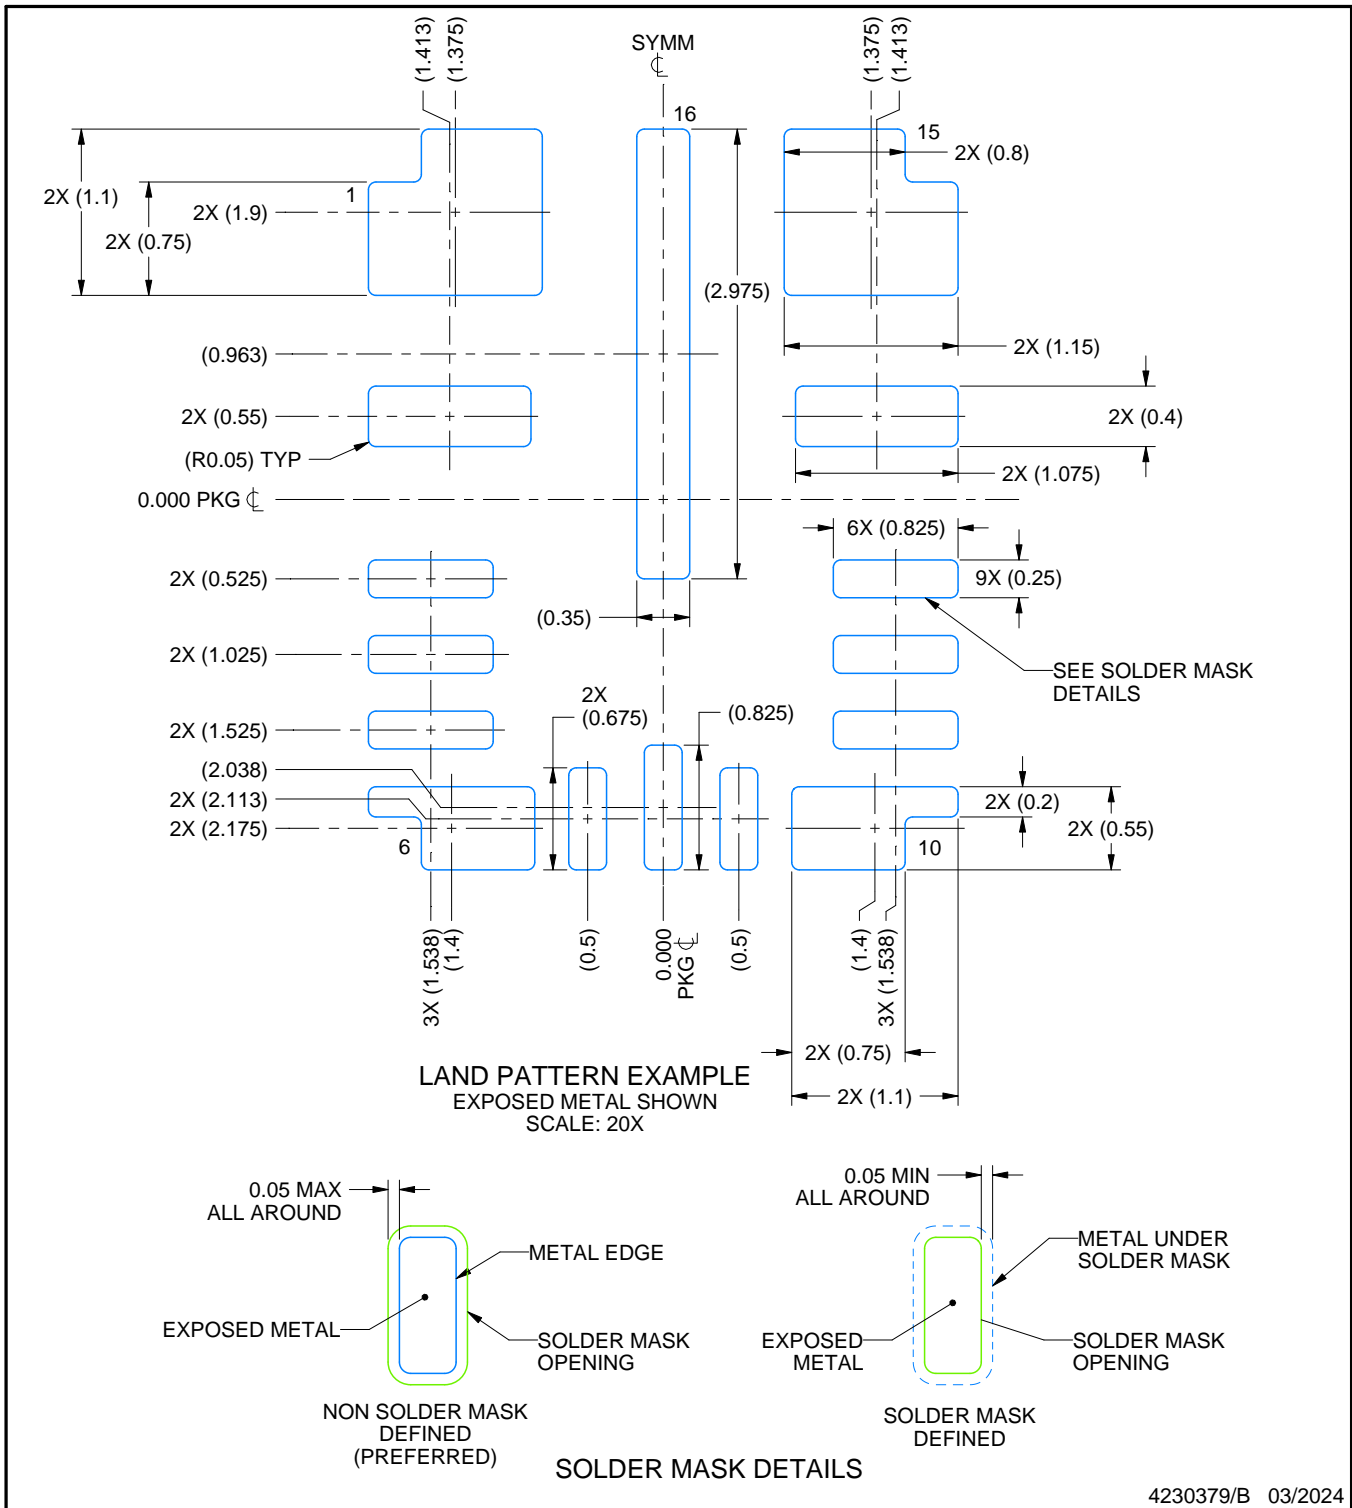 (1.413)
(1.375)
SYMM
℄
(1.375)
(1.413)
16
15
2X (0.8)
2X (1.1)
1
2X (1.9)
2X (0.75)
(2.975)
2X (1.15)
(0.963)
2X (0.55)
2X (0.4)
(R0.05) TYP
2X (1.075)
0.000 PKG ℄
6X (0.825)
2X (0.525)
9X (0.25)
(0.35)
2X (1.025)
SEE SOLDER MASK
DETAILS
2X
(0.675)
(0.825)
2X (1.525)
(2.038)
2X (2.113)
2X (0.2)
2X (2.175)
2X (0.55)
6
10
3X (1.538)
(1.4)
(0.5)
0.000
PKG ℄
(0.5)
(1.4)
3X (1.538)
2X (0.75)
2X (1.1)
LAND PATTERN EXAMPLE
EXPOSED METAL SHOWN
SCALE: 20X
0.05 MAX
ALL AROUND
METAL EDGE
EXPOSED METAL
SOLDER MASK
OPENING
NON SOLDER MASK
DEFINED
(PREFERRED)
0.05 MIN
ALL AROUND
METAL UNDER
SOLDER MASK
EXPOSED
METAL
SOLDER MASK
OPENING
SOLDER MASK
DEFINED
SOLDER MASK DETAILS
4230379/B 03/2024